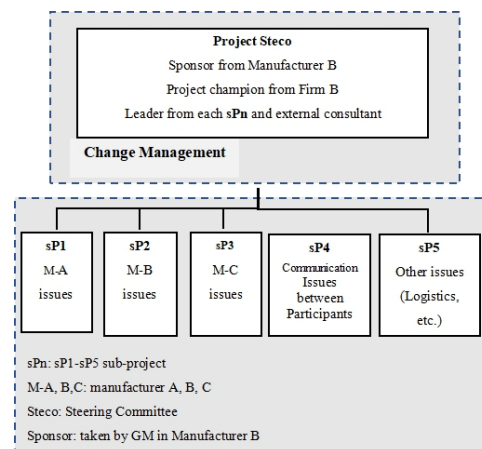 Project Steco
Sponsor from Manufacturer B
Project champion from Firm B
Leader from each sPn and external consultant
Change Management
sP1
M-A
issues
sP2
M-B
issues
sP3
M-C
issues
sP4
Communication
Issues
between
Participants
sP5
Other issues
(Logistics,
etc.)
sPn: sP1-sP5 sub-project
M-A, B,C: manufacturer A, B, C
Steco: Steering Committee
Sponsor: taken by GM in Manufacturer B